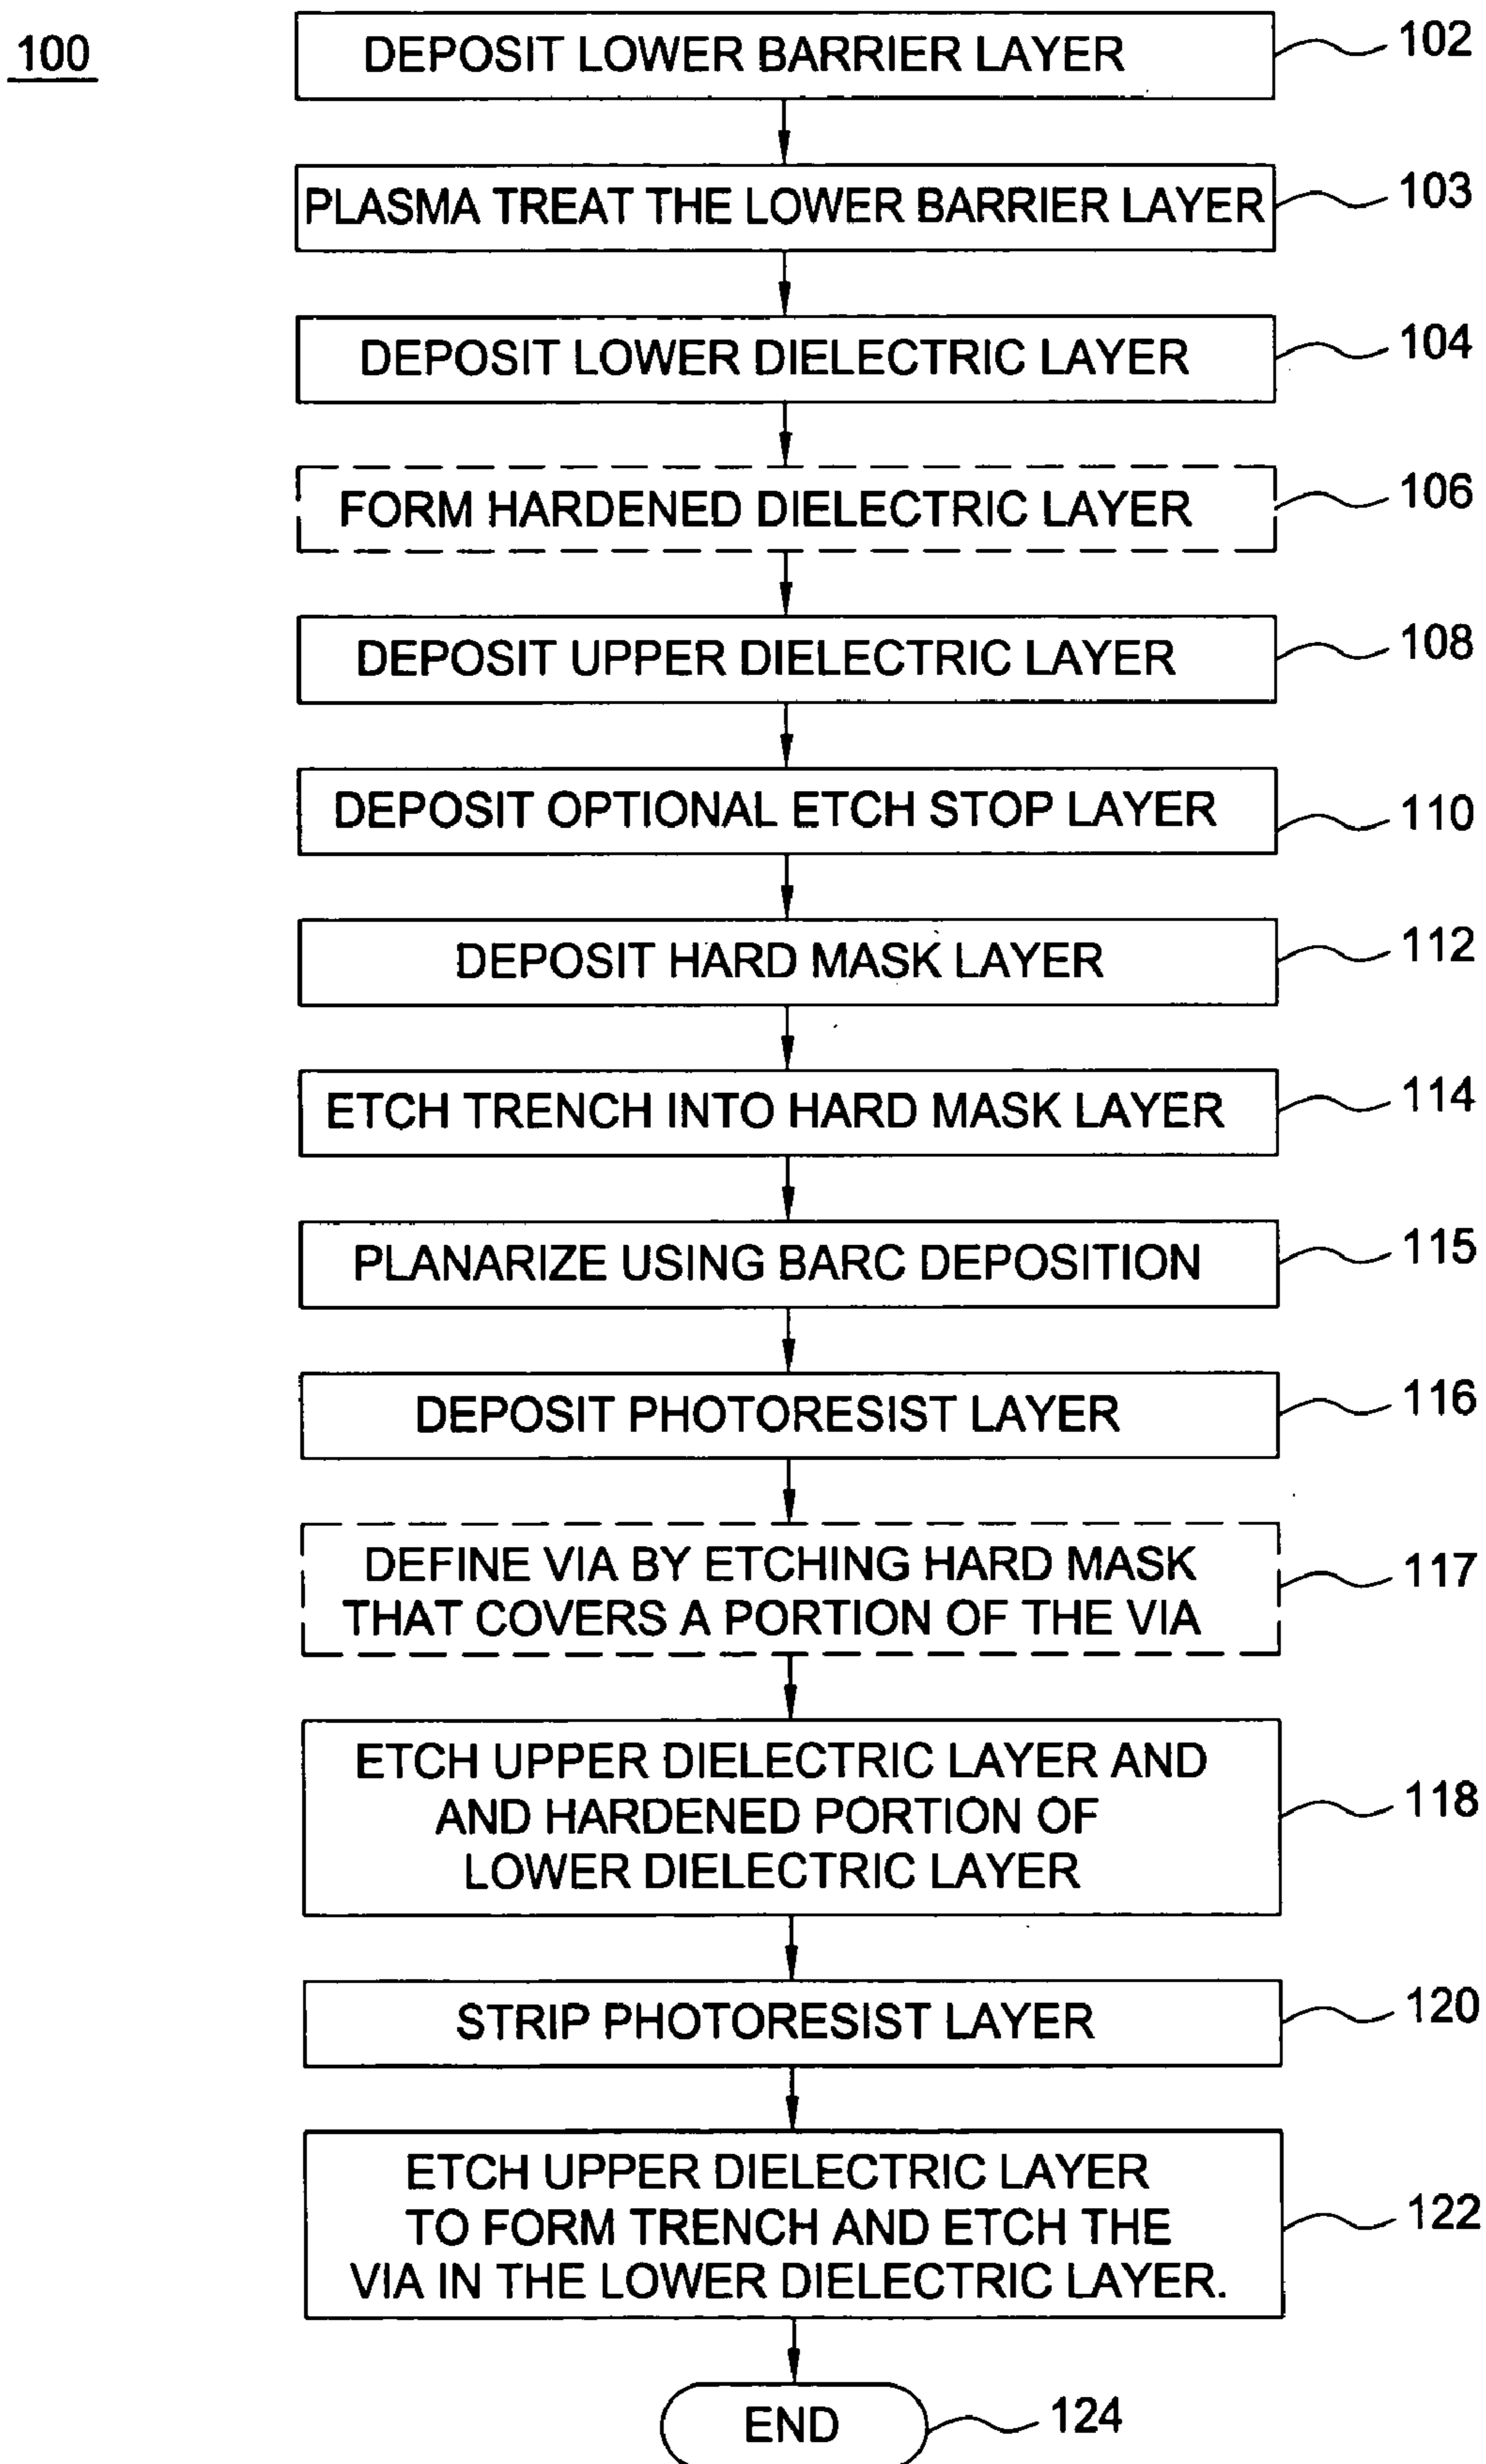 100
DEPOSIT LOWER BARRIER LAYER
102
PLASMA TREAT THE LOWER BARRIER LAYER
103
DEPOSIT LOWER DIELECTRIC LAYER
104
FORM HARDENED DIELECTRIC LAYER
106
DEPOSIT UPPER DIELECTRIC LAYER
108
DEPOSIT OPTIONAL ETCH STOP LAYER
110
DEPOSIT HARD MASK LAYER
112
ETCH TRENCH INTO HARD MASK LAYER
114
PLANARIZE USING BARC DEPOSITION
115
DEPOSIT PHOTORESIST LAYER
116
DEFINE VIA BY ETCHING HARD MASK
THAT COVERS A PORTION OF THE VIA
117
ETCH UPPER DIELECTRIC LAYER AND
AND HARDENED PORTION OF
LOWER DIELECTRIC LAYER
118
STRIP PHOTORESIST LAYER
120
ETCH UPPER DIELECTRIC LAYER
TO FORM TRENCH AND ETCH THE
VIA IN THE LOWER DIELECTRIC LAYER.
122
END
124